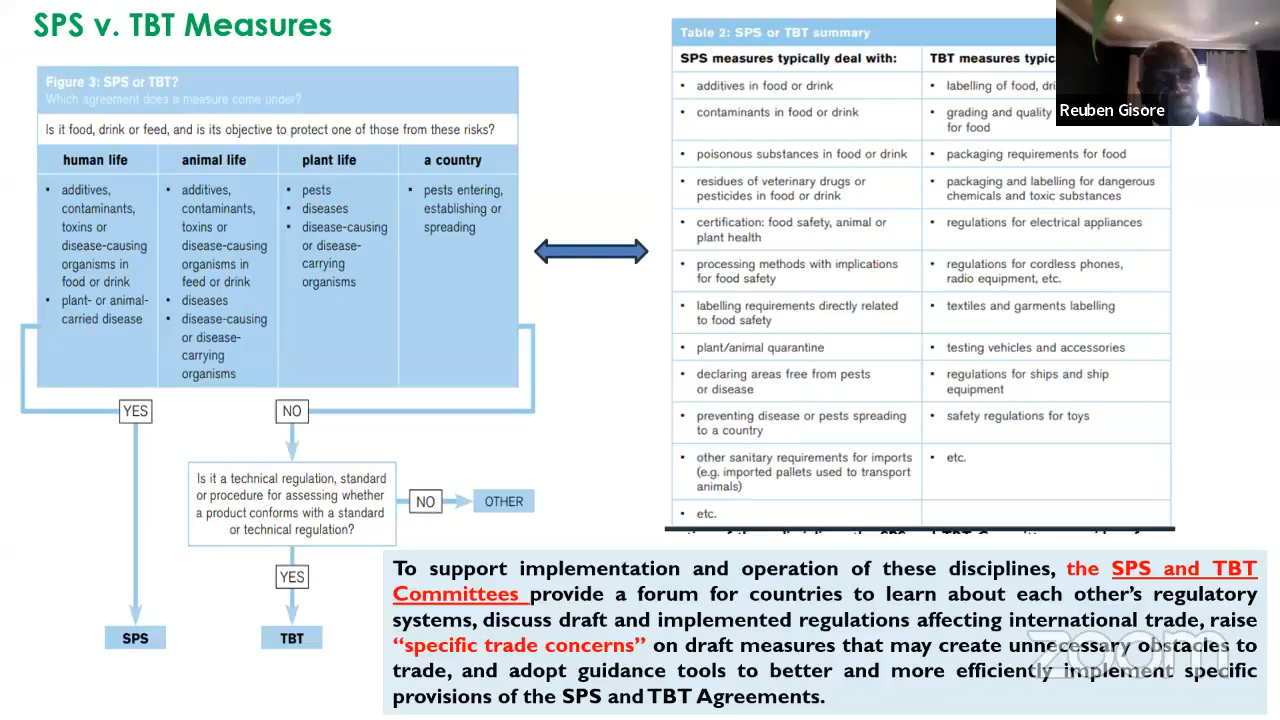 SPS v. TBT Measures
Figure 3: SPS or TBT?
Which agreement does a measure come under?
Is it food, drink or feed, and is its objective to protect one of those from these risks?
human life
• additives,
contaminants,
toxins or
disease-causing
organisms in
food or drink
• plant- or animal-
carried disease
animal life
• additives,
contaminants,
toxins or
disease-causing
organisms in
feed or drink
• diseases
• disease-causing
or disease-
carrying
organisms
plant life
• pests
• diseases
• disease-causing
or disease-
carrying
organisms
a country
• pests entering,
establishing or
spreading
YES
NO
Is it a technical regulation, standard
or procedure for assessing whether
a product conforms with a standard
or technical regulation?
NO
OTHER
YES
SPS
TBT
Table 2: SPS or TBT summary
SPS measures typically deal with:
• additives in food or drink
• contaminants in food or drink
• poisonous substances in food or drink
• residues of veterinary drugs or
pesticides in food or drink
• certification: food safety, animal or
plant health
• processing methods with implications
for food safety
• labelling requirements directly related
to food safety
• plant/animal quarantine
• declaring areas free from pests
or disease
• preventing disease or pests spreading
to a country
• other sanitary requirements for imports
(e.g. imported pallets used to transport
animals)
• etc.
TBT measures
• labelling of food,
• grading and quality
for food
• packaging requirements for food
• packaging and labelling for dangerous
chemicals and toxic substances
• regulations for electrical appliances
• regulations for cordless phones,
radio equipment, etc.
• textiles and garments labelling
• testing vehicles and accessories
• regulations for ships and ship
equipment
• safety regulations for toys
• etc.
Reuben Gisore
To support implementation and operation of these disciplines, the SPS and TBT
Committees provide a forum for countries to learn about each other's regulatory
systems, discuss draft and implemented regulations affecting international trade, raise
“specific trade concerns” on draft measures that may create unnecessary obstacles to
trade, and adopt guidance tools to better and more efficiently implement specific
provisions of the SPS and TBT Agreements.
zoom